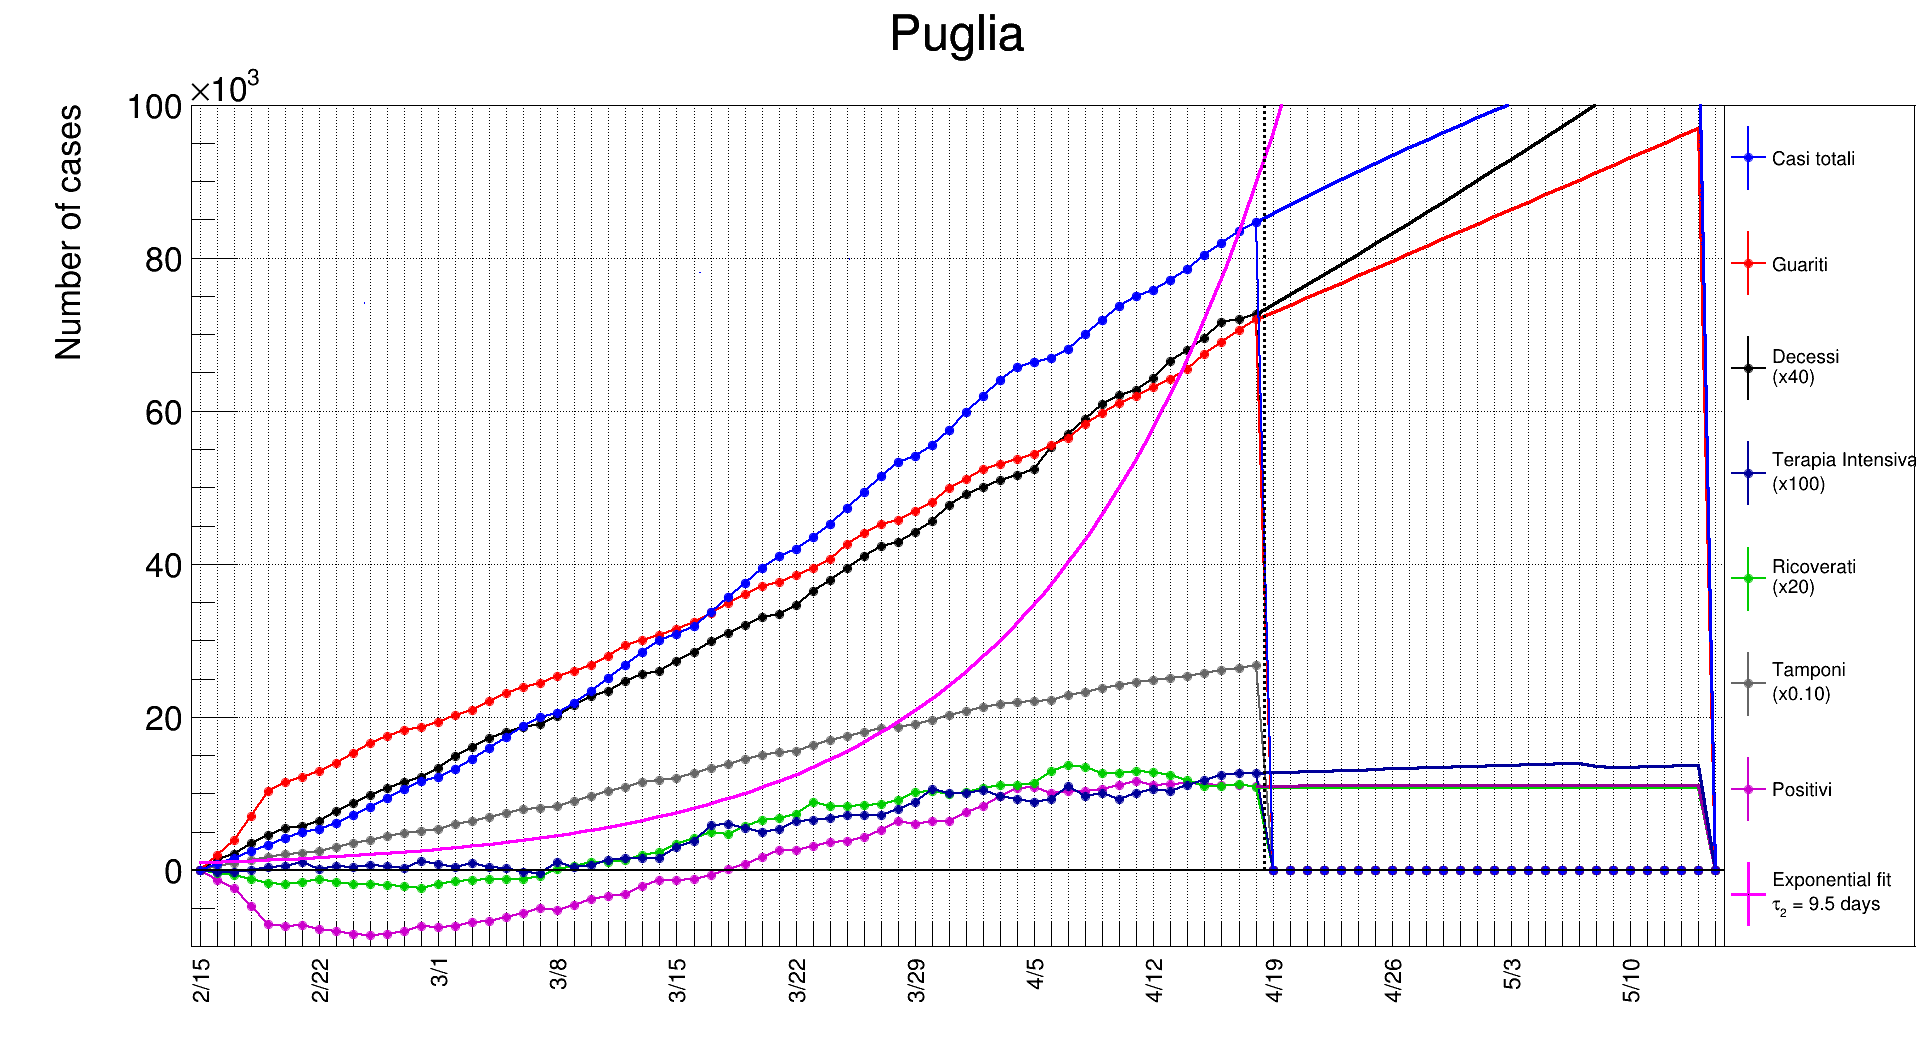 Puglia
×10³
Number of cases
100
80
60
40
20
0
2/15
2/22
3/1
3/8
3/15
3/22
3/29
4/5
4/12
4/19
4/26
5/3
5/10
Casi totali
Guariti
Decessi
(x40)
Terapia Intensiva
(x100)
Ricoverati
(x20)
Tamponi
(x0.10)
Positivi
Exponential fit
τ₂ = 9.5 days